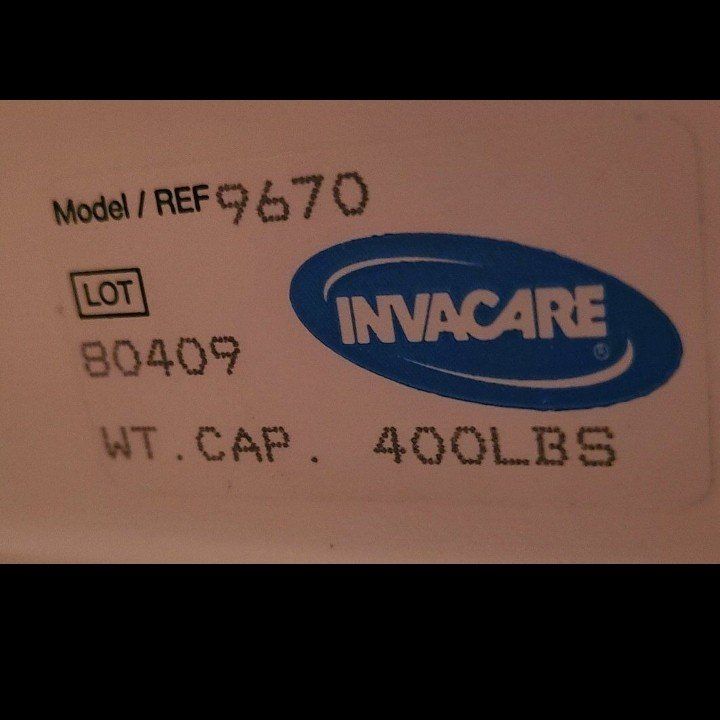 Model / REF 9670
LOT
80409
INVACARE®
WT.CAP. 400LBS